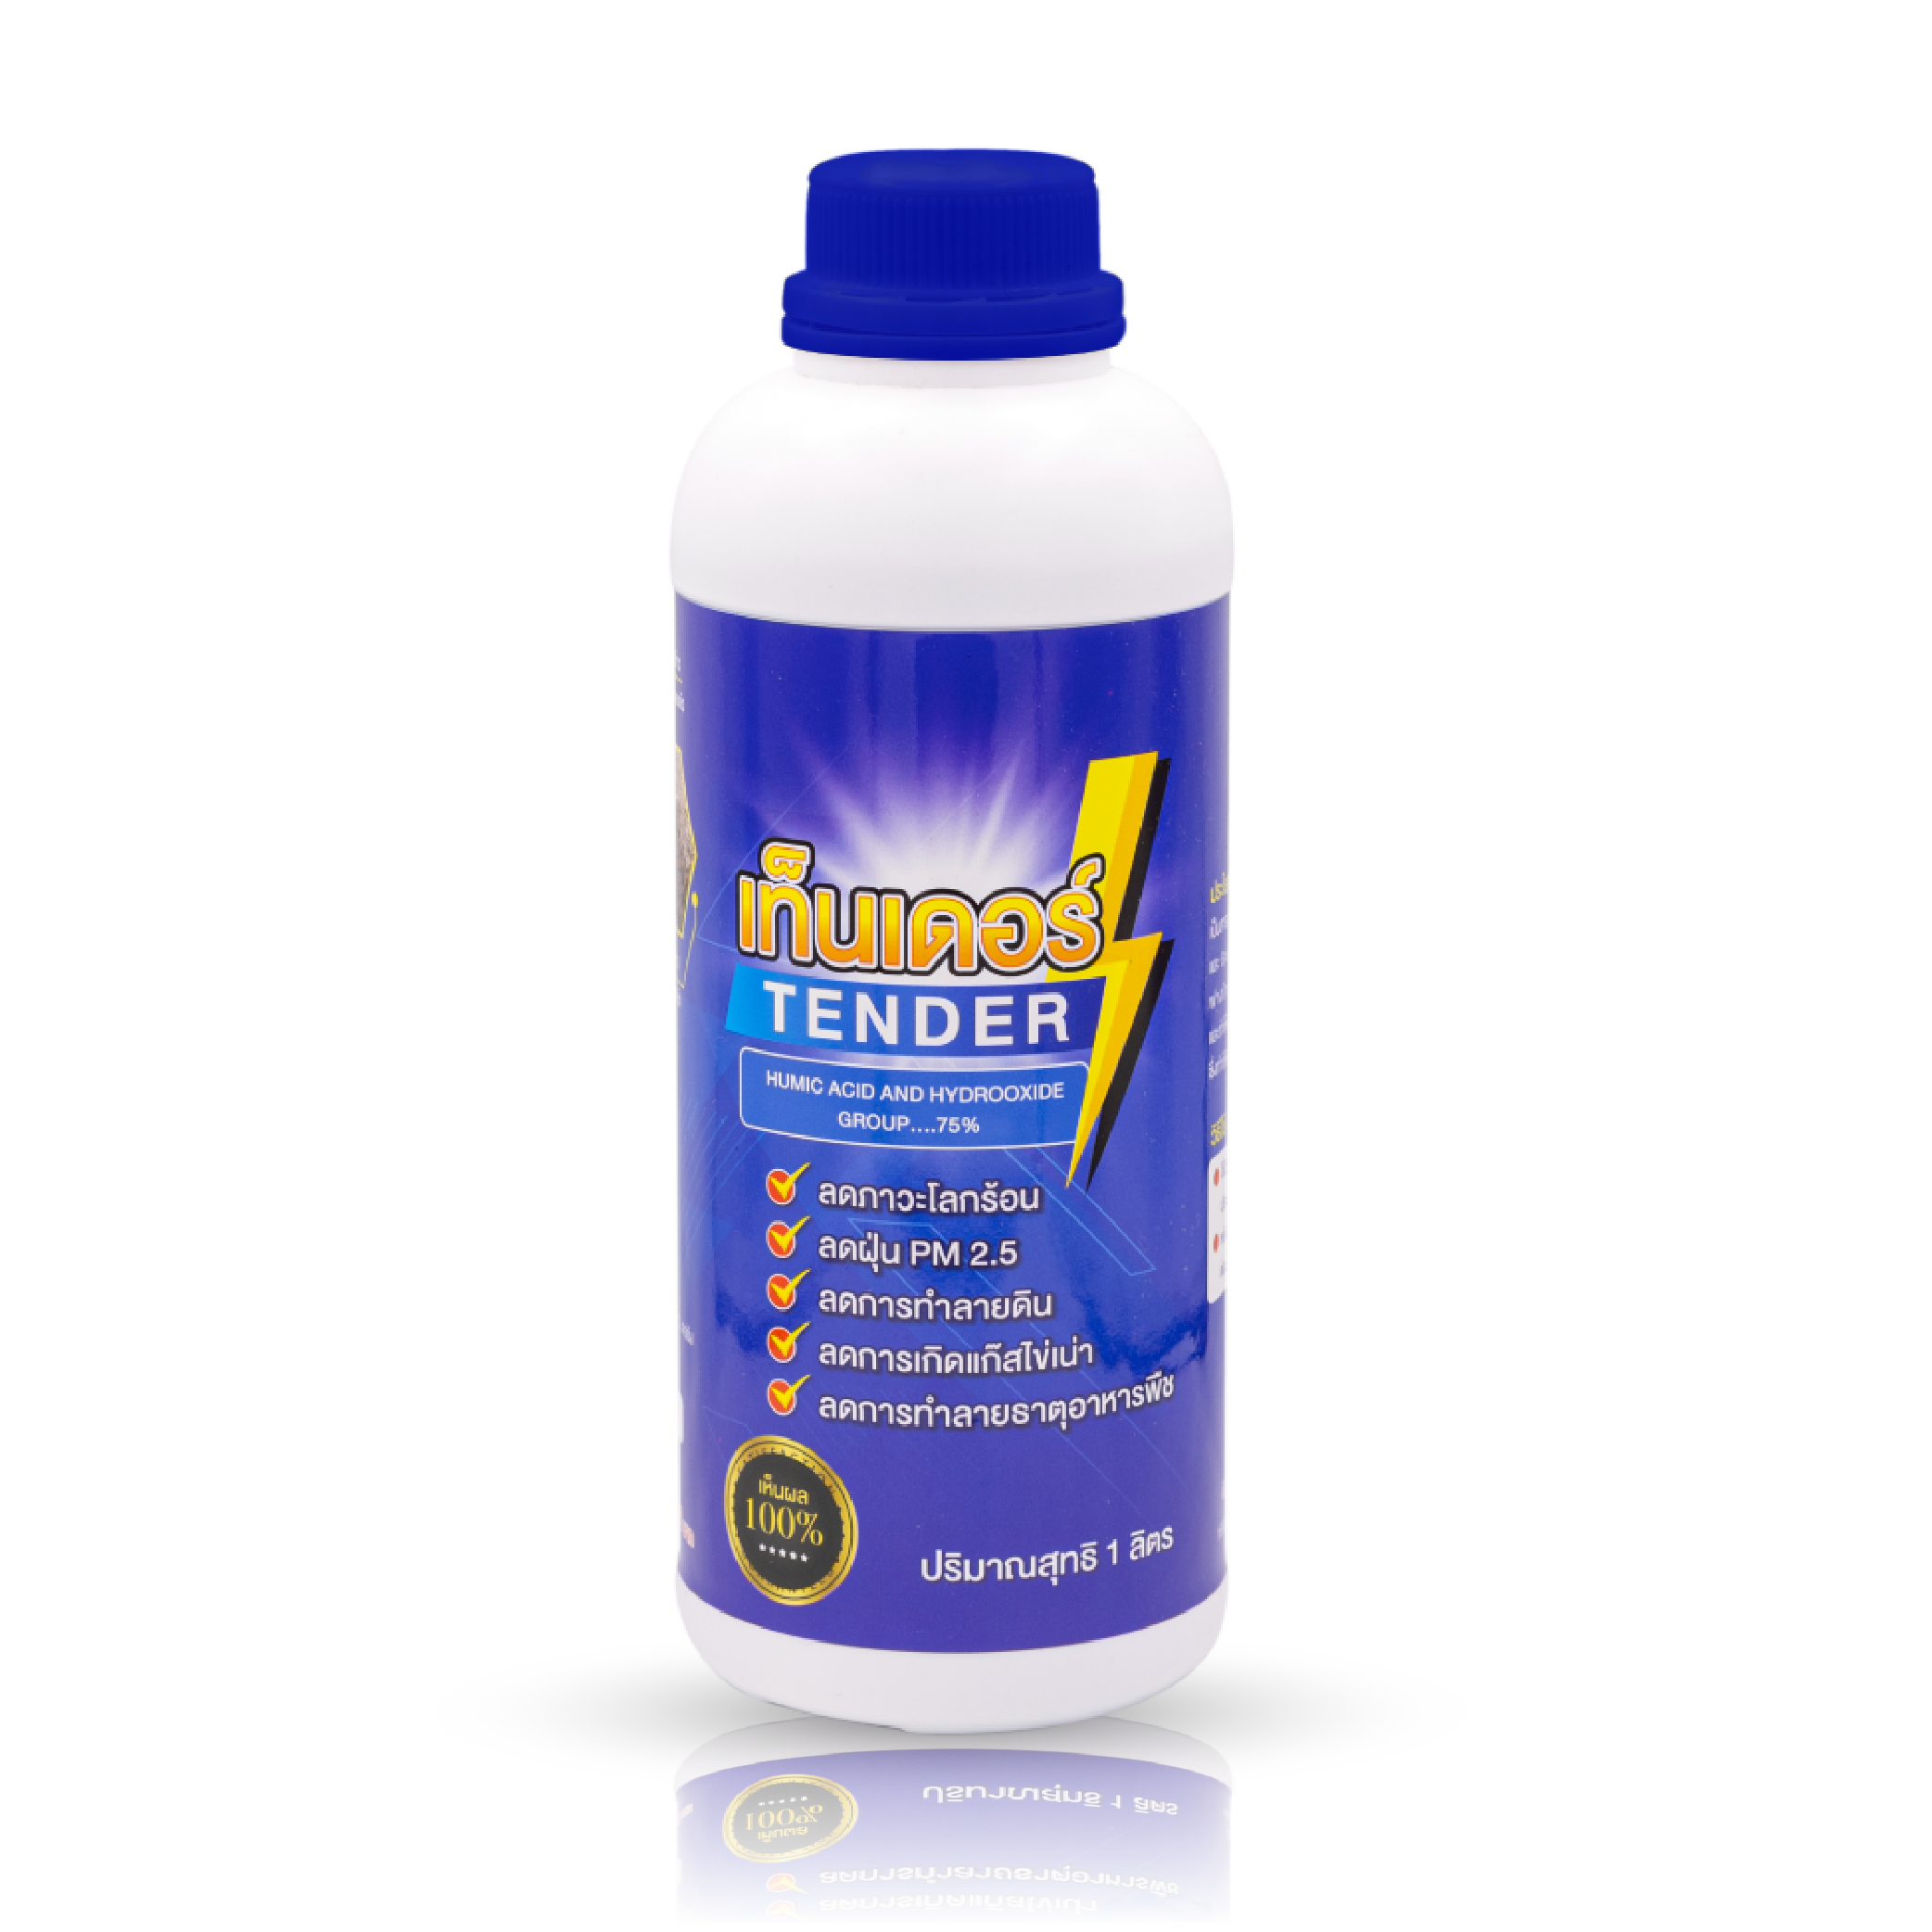 เท็นเดอร์
TENDER
HUMIC ACID AND HYDROOXIDE
GROUP....75%
ลดภาวะโลกร้อน
ลดฝุ่น PM 2.5
ลดการทำลายดิน
ลดการเกิดแก๊สไข่เน่า
ลดการทำลายธาตุอาหารพืช
เห็นผล
100%
ปริมาณสุทธิ 1 ลิตร